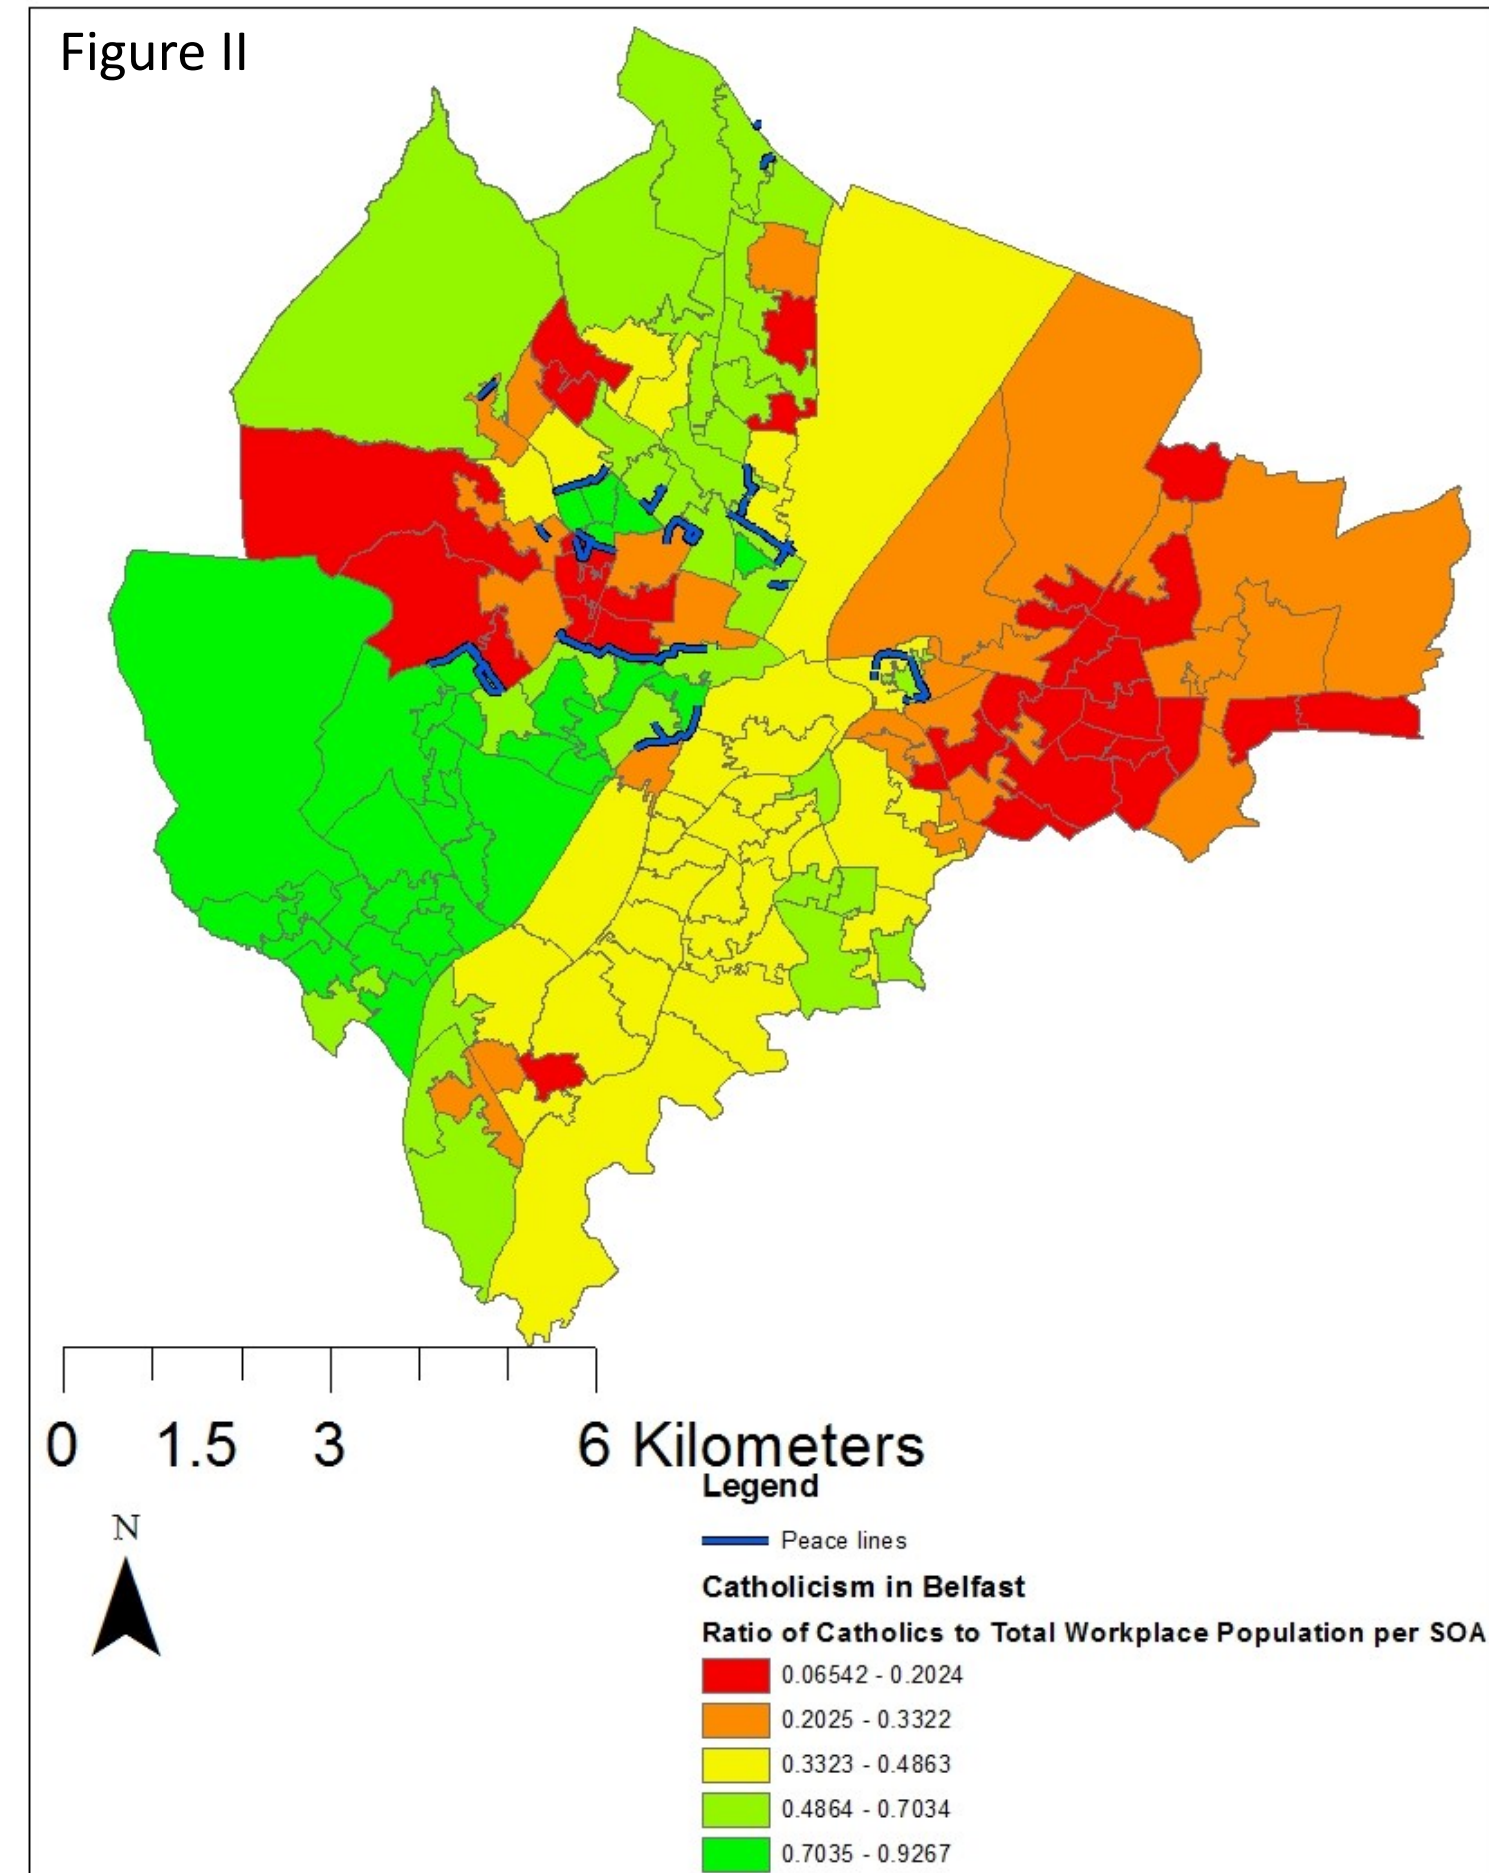 Figure II
0 1.5 3 6 Kilometers
Legend
N
Peace lines
Catholicism in Belfast
Ratio of Catholics to Total Workplace Population per SOA
0.06542 - 0.2024
0.2025 - 0.3322
0.3323 - 0.4863
0.4864 - 0.7034
0.7035 - 0.9267